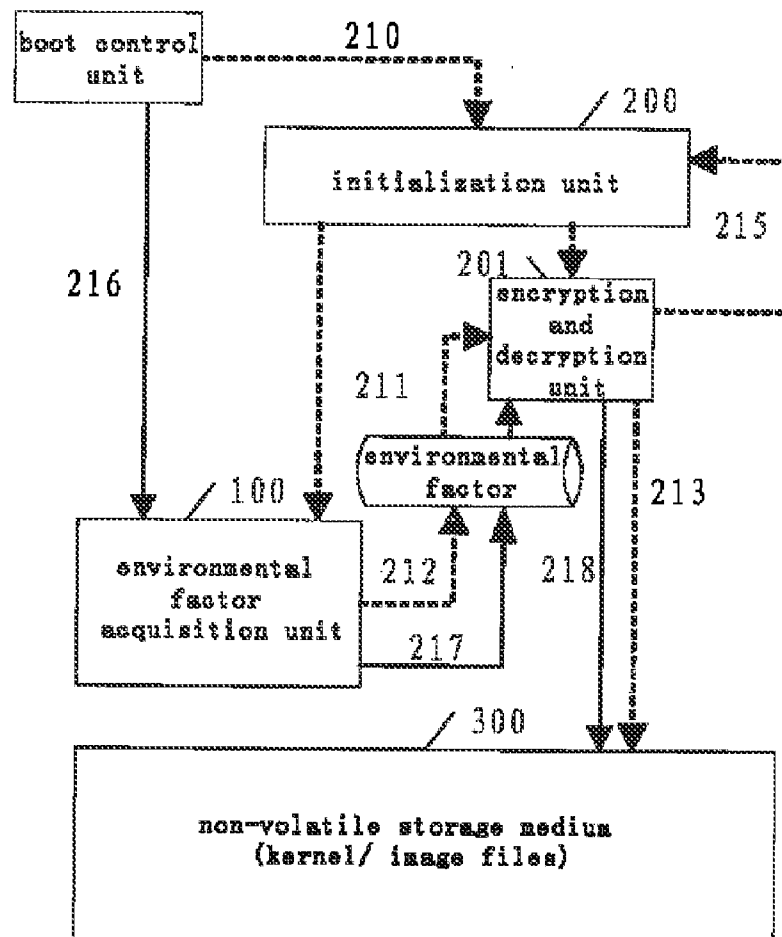 boot control
unit
210
200
initialization unit
215
216
201
encryption
and
decryption
unit
211
environmental
factor
213
100
environmental
factor
acquisition unit
212
218
217
300
non-volatile storage medium
(kernel/ image files)